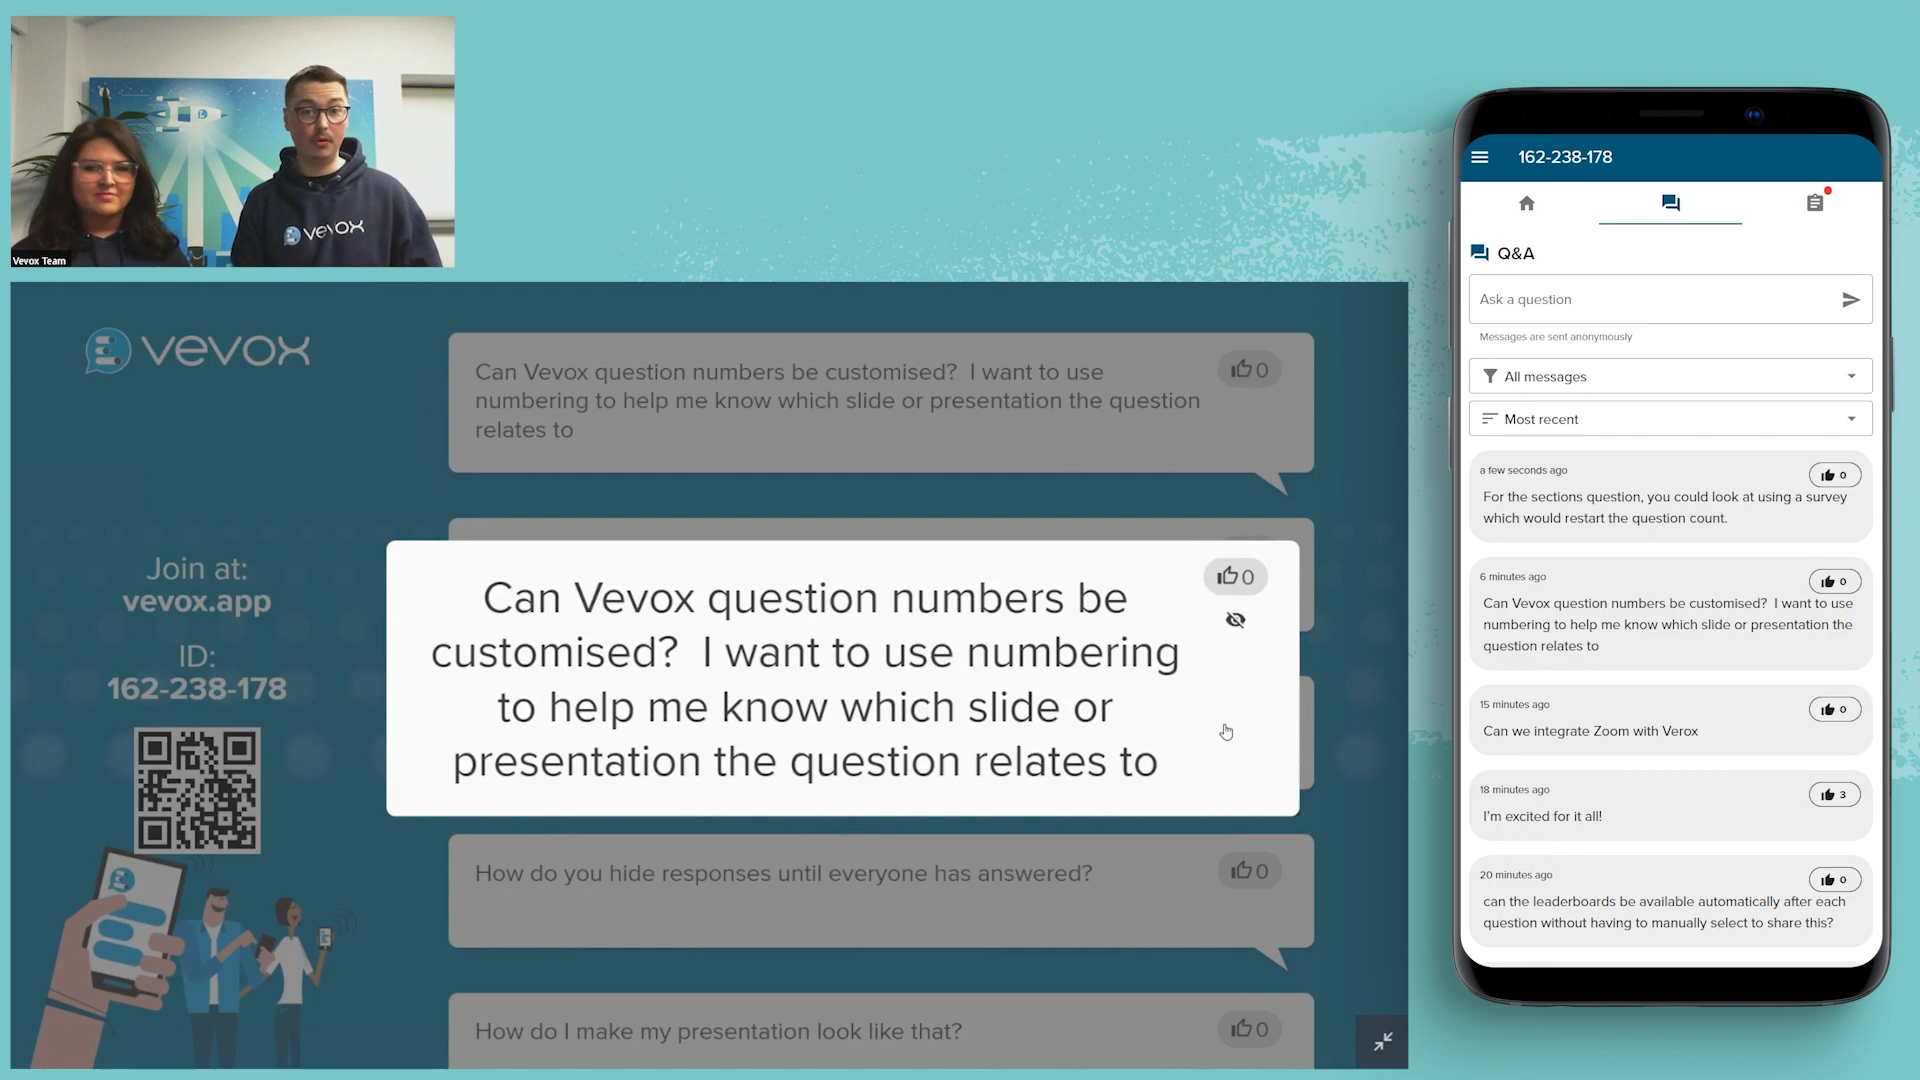 vevox
Vevox Team
vevox
Join at:
vevox.app
ID:
162-238-178
Can Vevox question numbers be customised?  I want to use
numbering to help me know which slide or presentation the question
relates to
0
Can Vevox question numbers be
customised?  I want to use numbering
to help me know which slide or
presentation the question relates to
0
How do you hide responses until everyone has answered?
0
How do I make my presentation look like that?
0
162-238-178
Q&A
Ask a question
Messages are sent anonymously
All messages
Most recent
a few seconds ago
0
For the sections question, you could look at using a survey
which would restart the question count.
6 minutes ago
0
Can Vevox question numbers be customised?  I want to use
numbering to help me know which slide or presentation the
question relates to
15 minutes ago
0
Can we integrate Zoom with Verox
18 minutes ago
3
I'm excited for it all!
20 minutes ago
0
can the leaderboards be available automatically after each
question without having to manually select to share this?